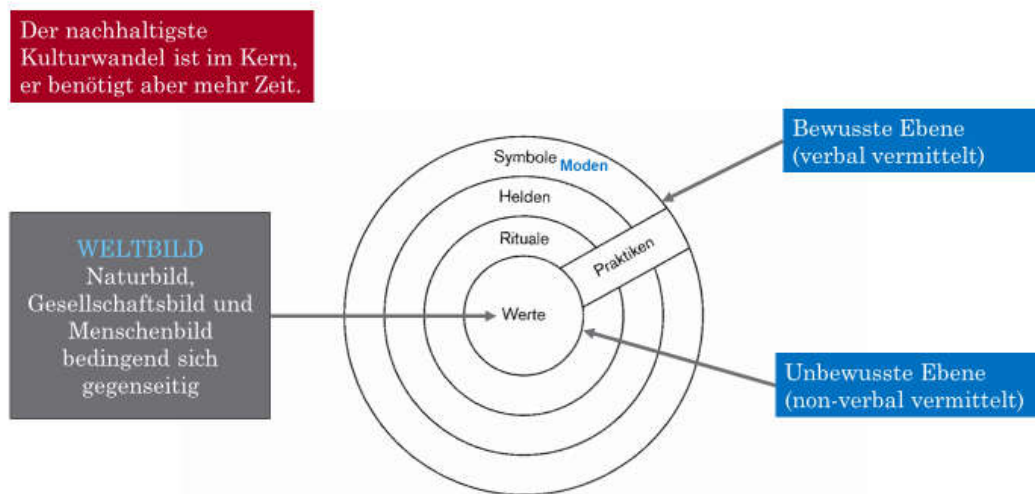 Der nachhaltigste
Kulturwandel ist im Kern,
er benötigt aber mehr Zeit.
Bewusste Ebene
(verbal vermittelt)
Symbole
Moden
Helden
Rituale
Praktiken
Werte
WELTBILD
Naturbild,
Gesellschaftsbild und
Menschenbild
bedingend sich
gegenseitig
Unbewusste Ebene
(non-verbal vermittelt)